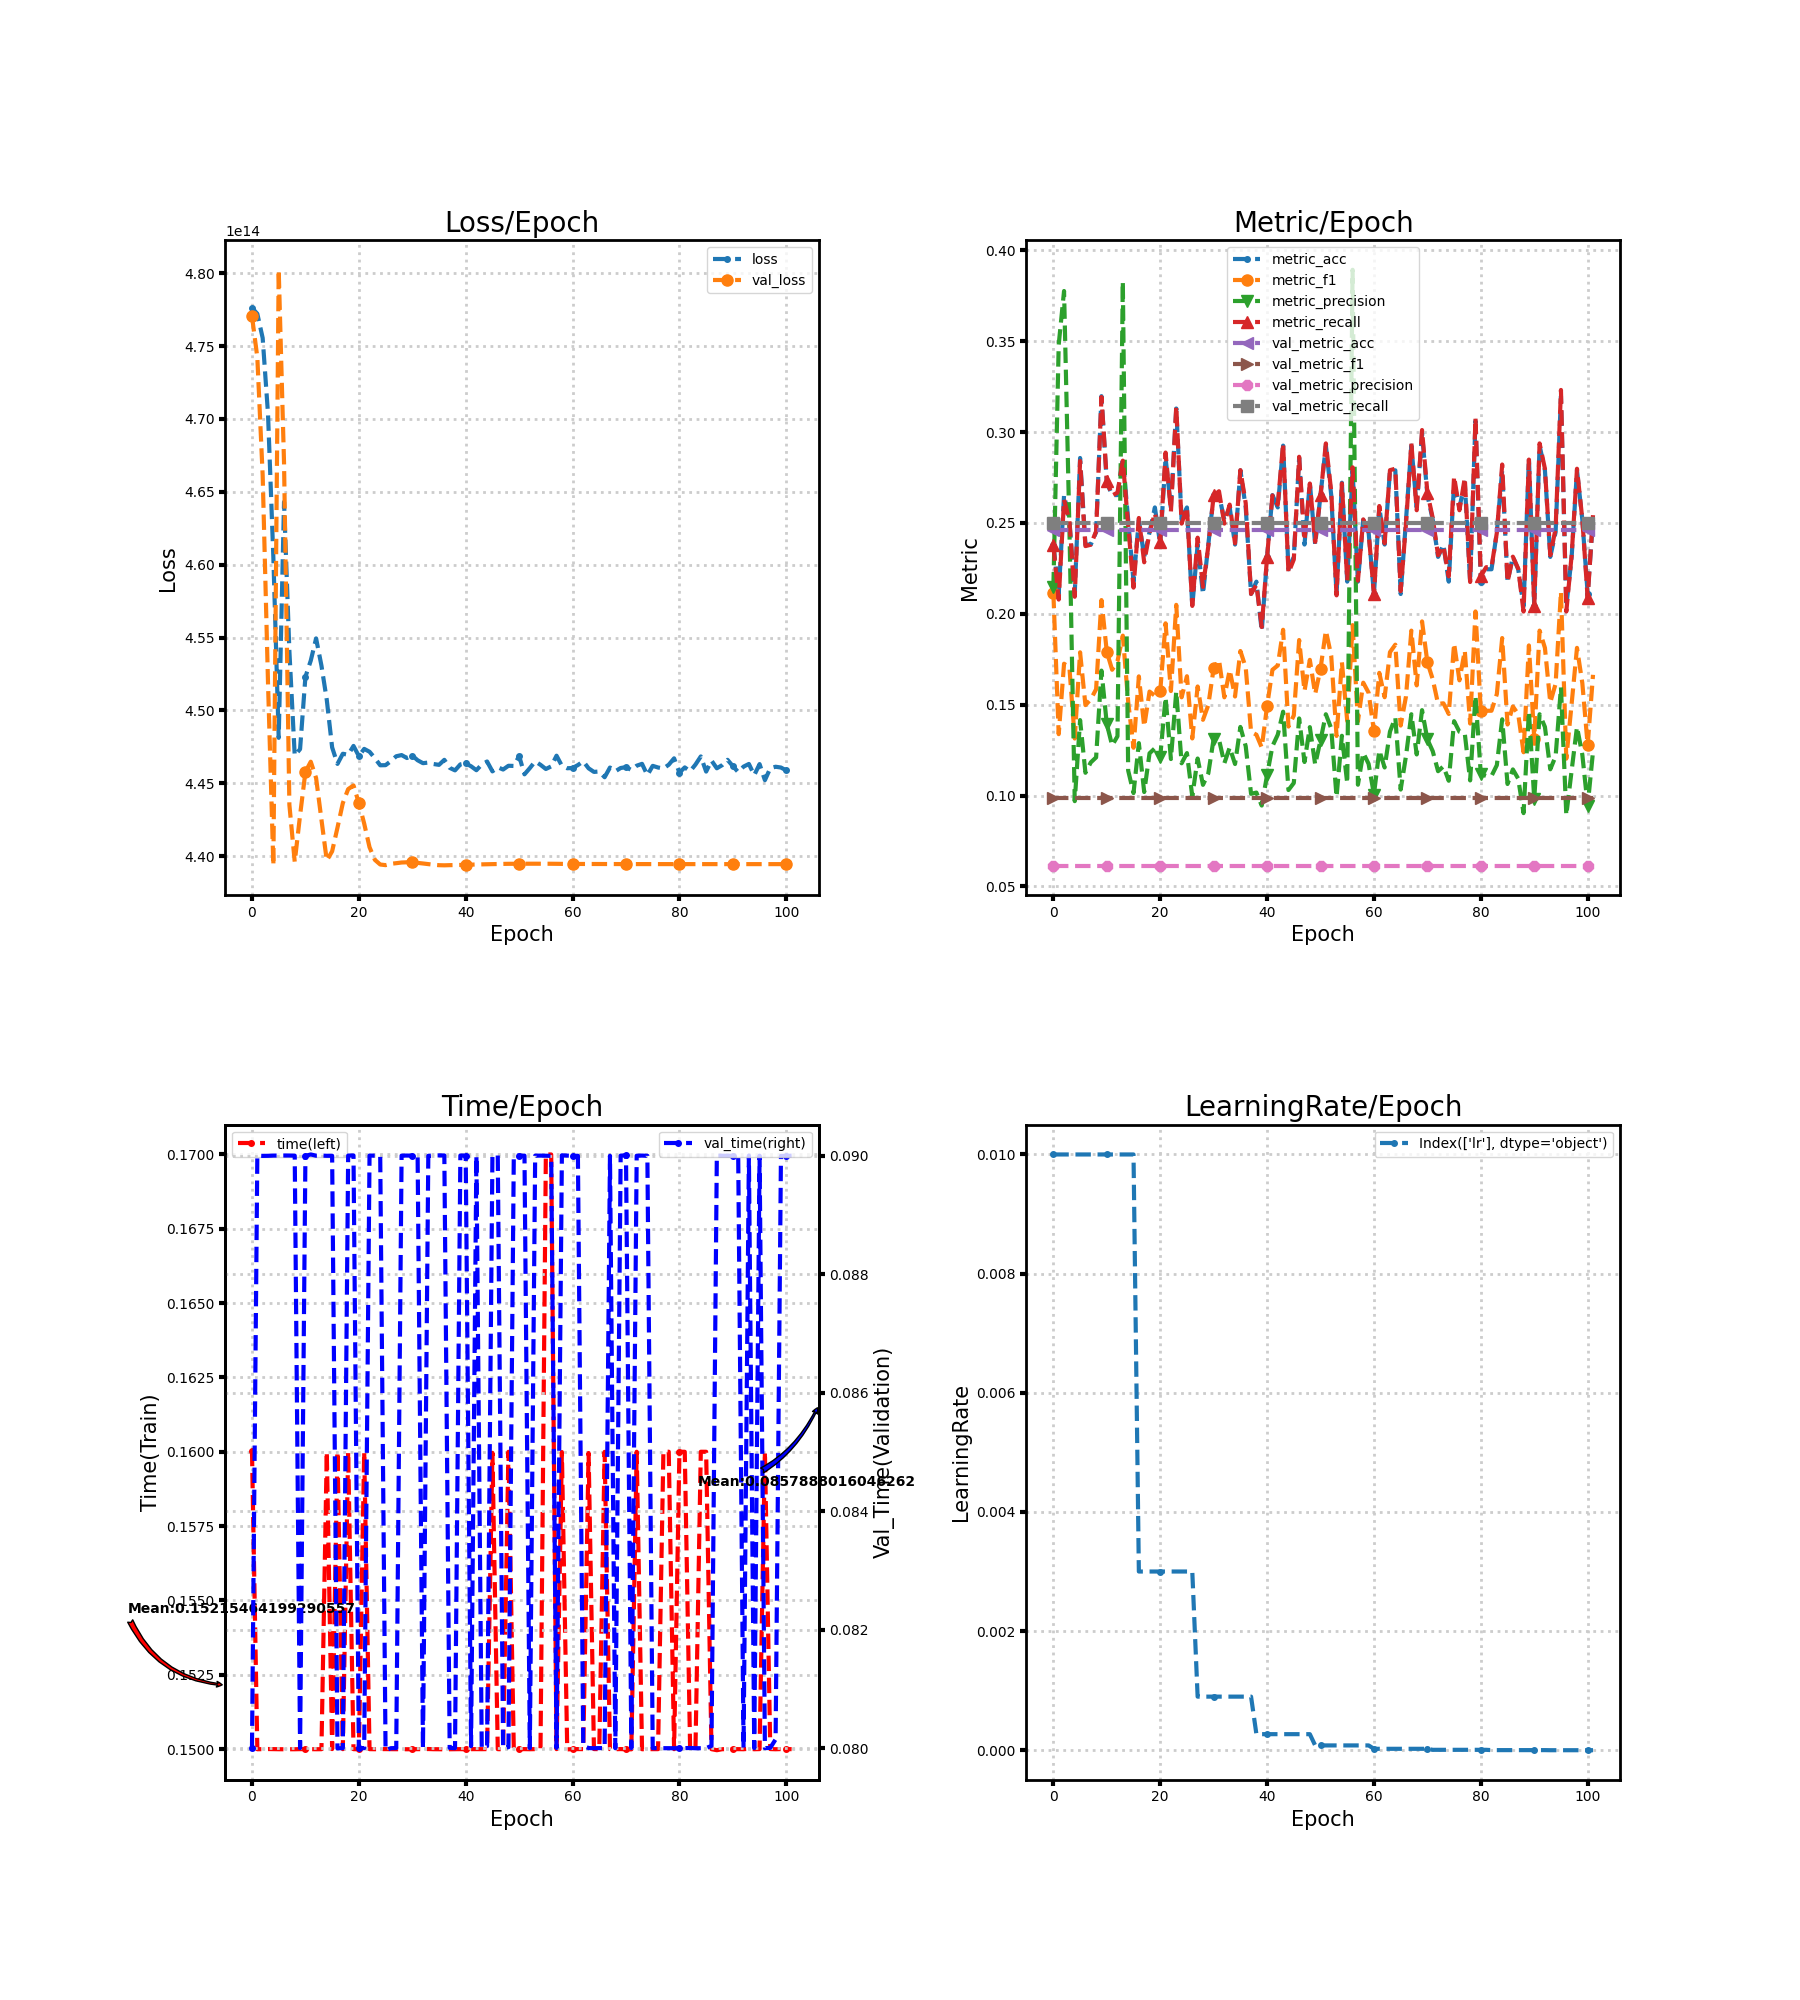 Loss/Epoch
1e14
4.80
4.75
4.70
4.65
4.60
4.55
4.50
4.45
4.40
Loss
loss
val_loss
0
20
40
60
80
100
Epoch
Metric/Epoch
0.40
0.35
0.30
0.25
0.20
0.15
0.10
0.05
Metric
metric_acc
metric_f1
metric_precision
metric_recall
val_metric_acc
val_metric_f1
val_metric_precision
val_metric_recall
0
20
40
60
80
100
Epoch
Time/Epoch
0.1700
0.1675
0.1650
0.1625
0.1600
0.1575
0.1550
0.1525
0.1500
Time(Train)
time(left)
val_time(right)
Mean:0.15215464199290557
Mean:0.0857888016046262
0.090
0.088
0.086
0.084
0.082
0.080
Val_Time(Validation)
0
20
40
60
80
100
Epoch
LearningRate/Epoch
0.010
0.008
0.006
0.004
0.002
0.000
LearningRate
Index(['lr'], dtype='object')
0
20
40
60
80
100
Epoch